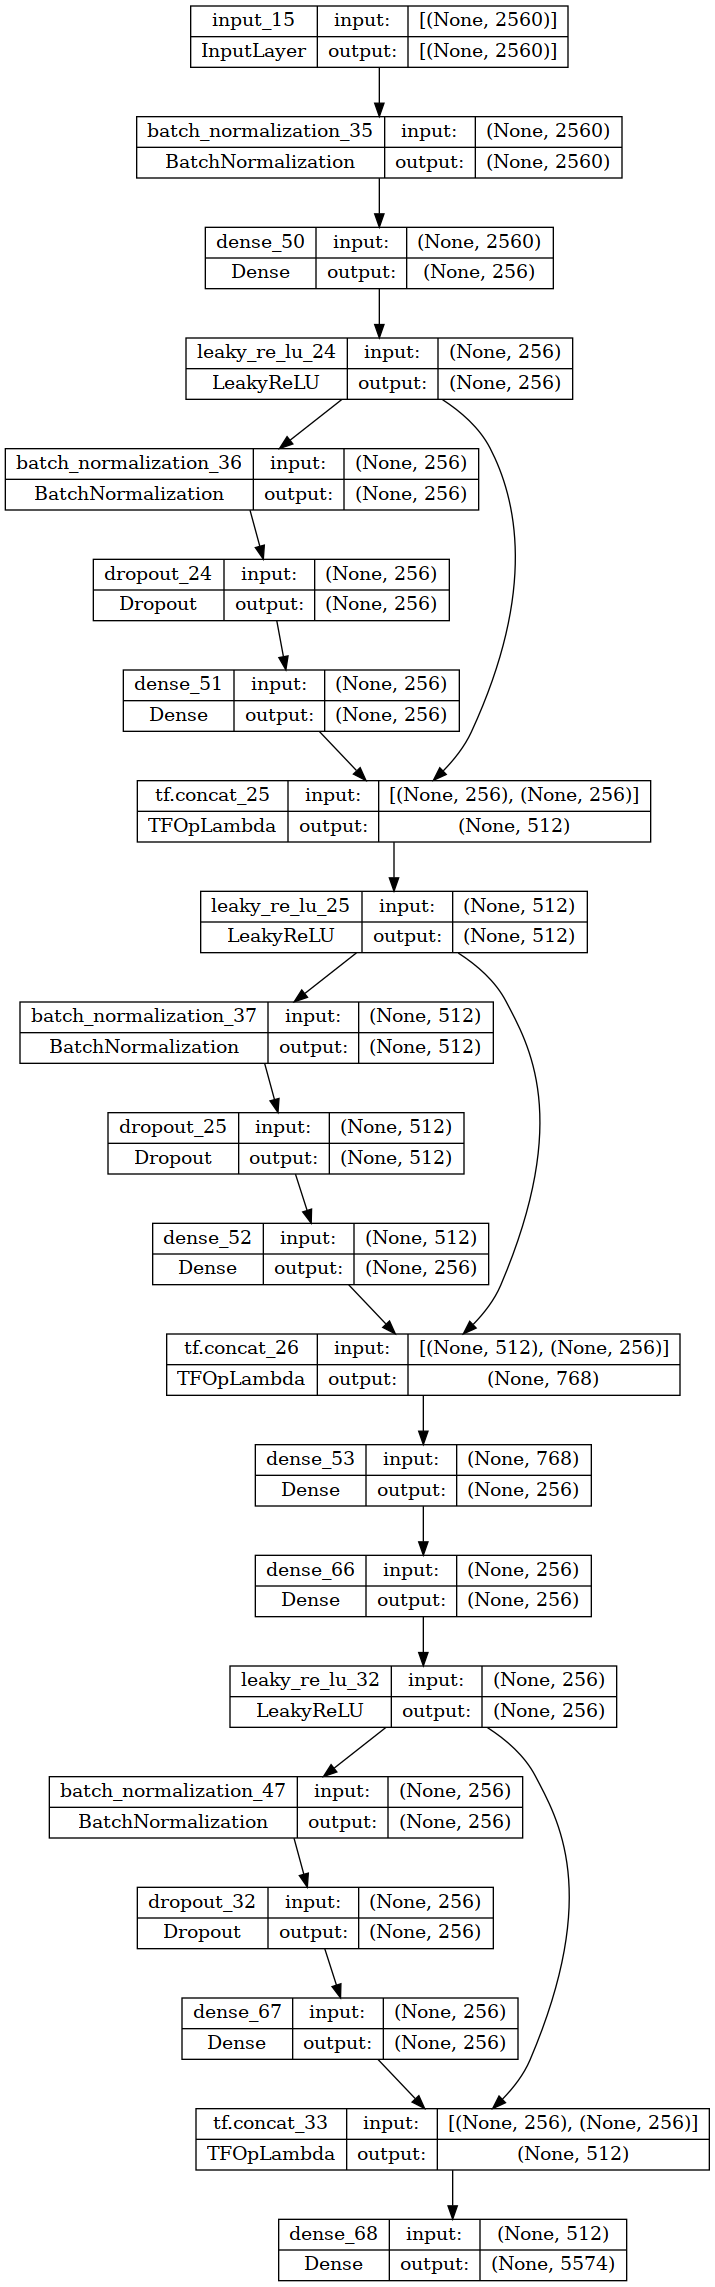 input_15 input: [(None, 2560)]
InputLayer output: [(None, 2560)]
batch_normalization_35 input: (None, 2560)
BatchNormalization output: (None, 2560)
dense_50 input: (None, 2560)
Dense output: (None, 256)
leaky_re_lu_24 input: (None, 256)
LeakyReLU output: (None, 256)
batch_normalization_36 input: (None, 256)
BatchNormalization output: (None, 256)
dropout_24 input: (None, 256)
Dropout output: (None, 256)
dense_51 input: (None, 256)
Dense output: (None, 256)
tf.concat_25 input: [(None, 256), (None, 256)]
TFOpLambda output: (None, 512)
leaky_re_lu_25 input: (None, 512)
LeakyReLU output: (None, 512)
batch_normalization_37 input: (None, 512)
BatchNormalization output: (None, 512)
dropout_25 input: (None, 512)
Dropout output: (None, 512)
dense_52 input: (None, 512)
Dense output: (None, 256)
tf.concat_26 input: [(None, 512), (None, 256)]
TFOpLambda output: (None, 768)
dense_53 input: (None, 768)
Dense output: (None, 256)
dense_66 input: (None, 256)
Dense output: (None, 256)
leaky_re_lu_32 input: (None, 256)
LeakyReLU output: (None, 256)
batch_normalization_47 input: (None, 256)
BatchNormalization output: (None, 256)
dropout_32 input: (None, 256)
Dropout output: (None, 256)
dense_67 input: (None, 256)
Dense output: (None, 256)
tf.concat_33 input: [(None, 256), (None, 256)]
TFOpLambda output: (None, 512)
dense_68 input: (None, 512)
Dense output: (None, 5574)